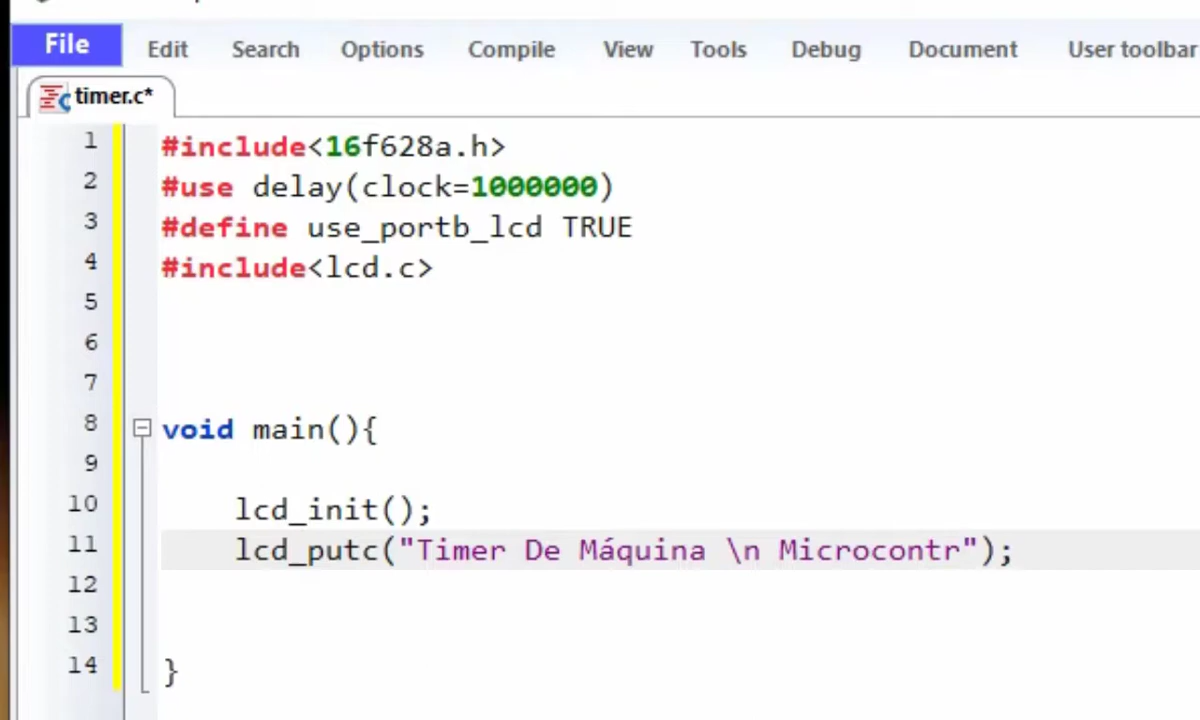 File Edit Search Options Compile View Tools Debug Document User toolbar
timer.c*
1 #include<16f628a.h>
2 #use delay(clock=1000000)
3 #define use_portb_lcd TRUE
4 #include<lcd.c>
5
6
7
8 void main(){
9
10 lcd_init();
11 lcd_putc("Timer De Máquina \n Microcontr");
12
13
14 }